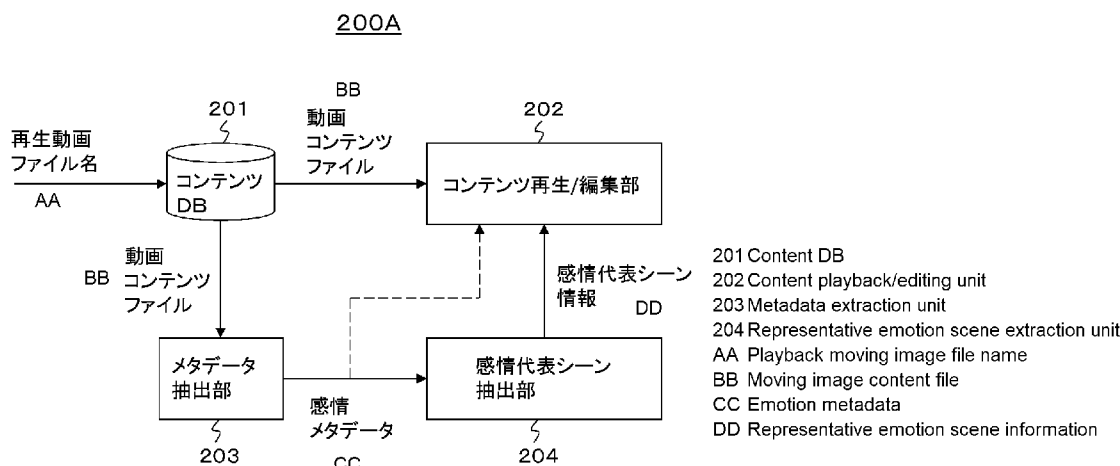 200A
BB
201
動画
コンテンツ
ファイル
202
再生動画
ファイル名
AA
コンテンツ
DB
コンテンツ再生/編集部
BB
動画
コンテンツ
ファイル
感情代表シーン
情報
DD
メタデータ
抽出部
感情代表シーン
抽出部
感情
メタデータ
CC
203
204
201 Content DB
202 Content playback/editing unit
203 Metadata extraction unit
204 Representative emotion scene extraction unit
AA Playback moving image file name
BB Moving image content file
CC Emotion metadata
DD Representative emotion scene information